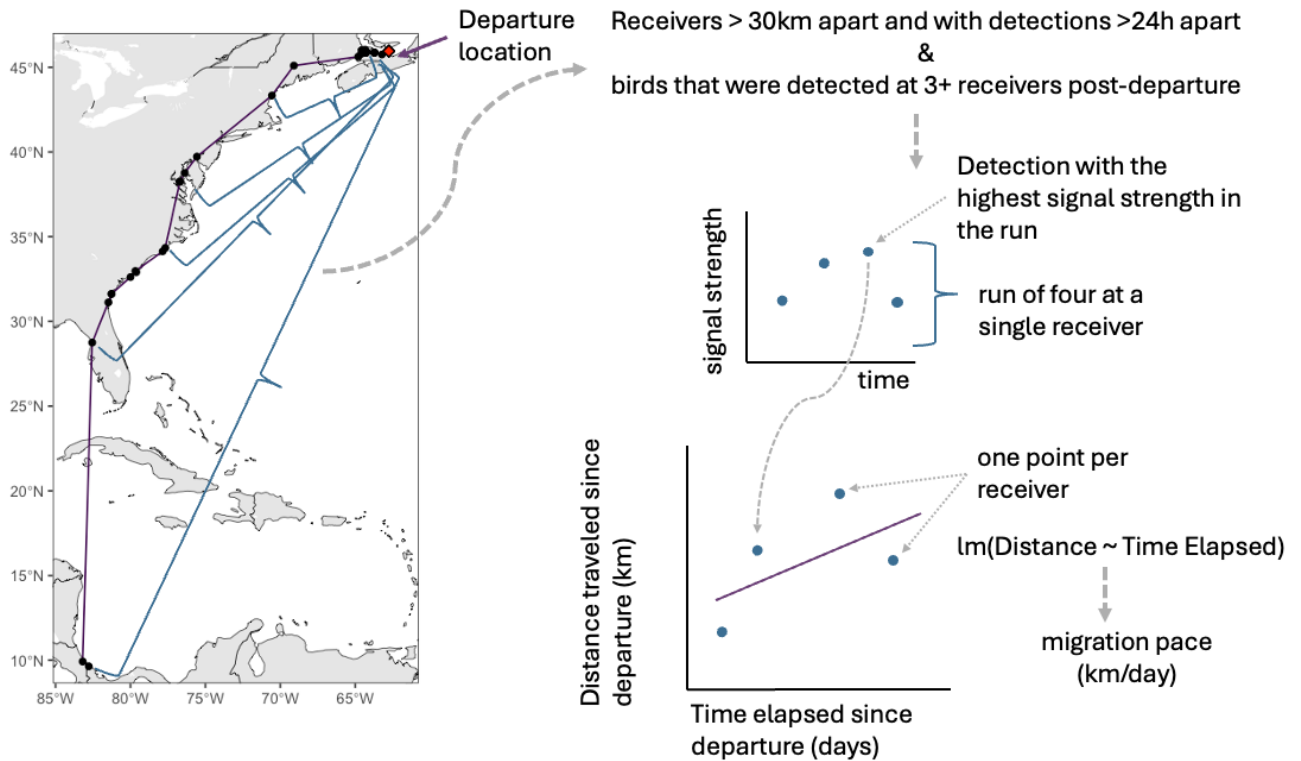 Departure
location
Receivers > 30km apart and with detections >24h apart
&
birds that were detected at 3+ receivers post-departure
45°N
40°N
35°N
30°N
25°N
20°N
15°N
10°N
85°W
80°W
75°W
70°W
65°W
Detection with the
highest signal strength in
the run
signal strength
time
run of four at a
single receiver
Distance traveled since
departure (km)
one point per
receiver
lm(Distance ~ Time Elapsed)
migration pace
(km/day)
Time elapsed since
departure (days)